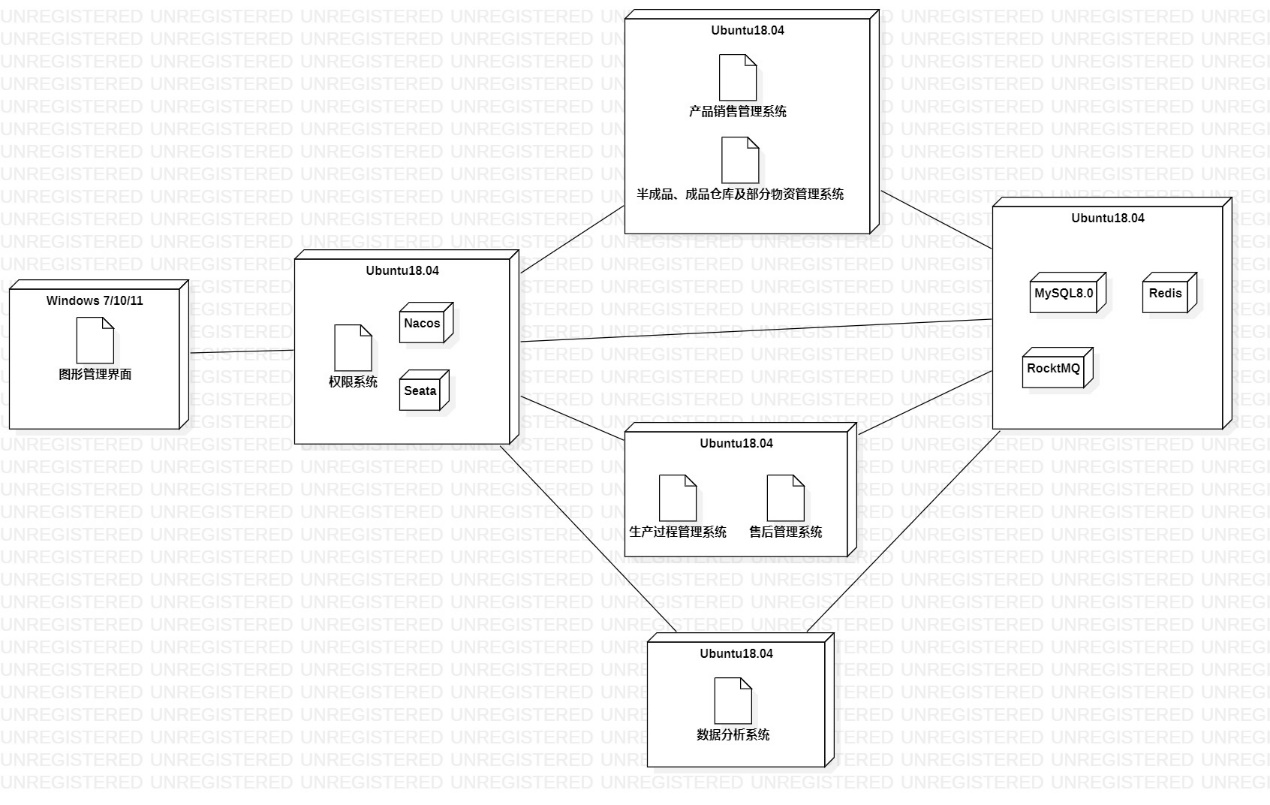 Ubuntu18.04
产品销售管理系统
半成品、成品仓库及部分物资管理系统
Windows 7/10/11
图形管理界面
Ubuntu18.04
权限系统
Nacos
Seata
Ubuntu18.04
MySQL8.0
Redis
RocktMQ
Ubuntu18.04
生产过程管理系统
售后管理系统
Ubuntu18.04
数据分析系统
UNREGISTERED